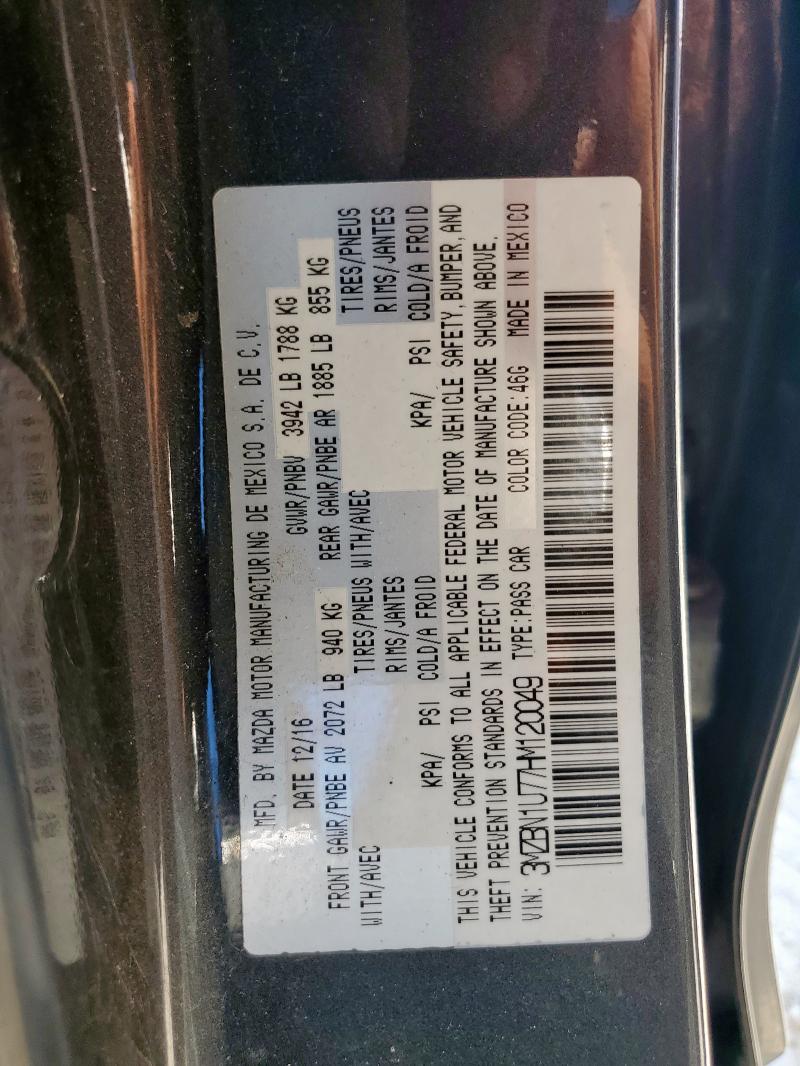 MFD. BY MAZDA MOTOR MANUFACTURING DE MEXICO S.A. DE C.V.
DATE 12/16 GVWR/PNBV 3942 LB 1788 KG
FRONT GAWR/PNBE AV 2072 LB 940 KG REAR GAWR/PNBE AR 1885 LB 855 KG
WITH/AVEC TIRES/PNEUS WITH/AVEC TIRES/PNEUS
RIMS/JANTES RIMS/JANTES
KPA/ PSI COLD/A FROID KPA/ PSI COLD/A FROID
THIS VEHICLE CONFORMS TO ALL APPLICABLE FEDERAL MOTOR VEHICLE SAFETY, BUMPER, AND
THEFT PREVENTION STANDARDS IN EFFECT ON THE DATE OF MANUFACTURE SHOWN ABOVE.
VIN: 3MZBN1U77HM120049 TYPE:PASS CAR COLOR CODE:46G MADE IN MEXICO